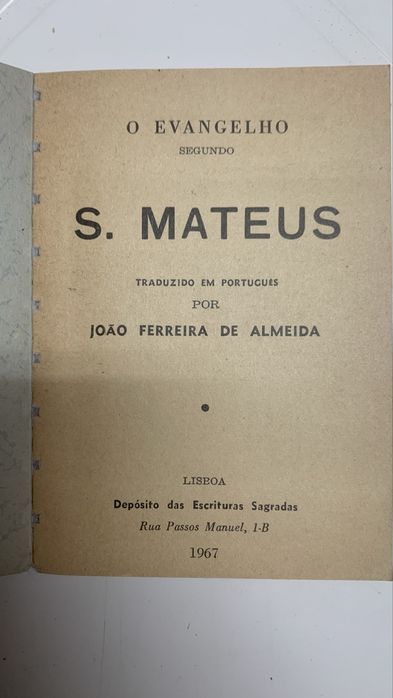 O EVANGELHO
SEGUNDO
S. MATEUS
TRADUZIDO EM PORTUGUÊS
POR
JOÃO FERREIRA DE ALMEIDA
LISBOA
Depósito das Escrituras Sagradas
Rua Passos Manuel, 1-B
1967